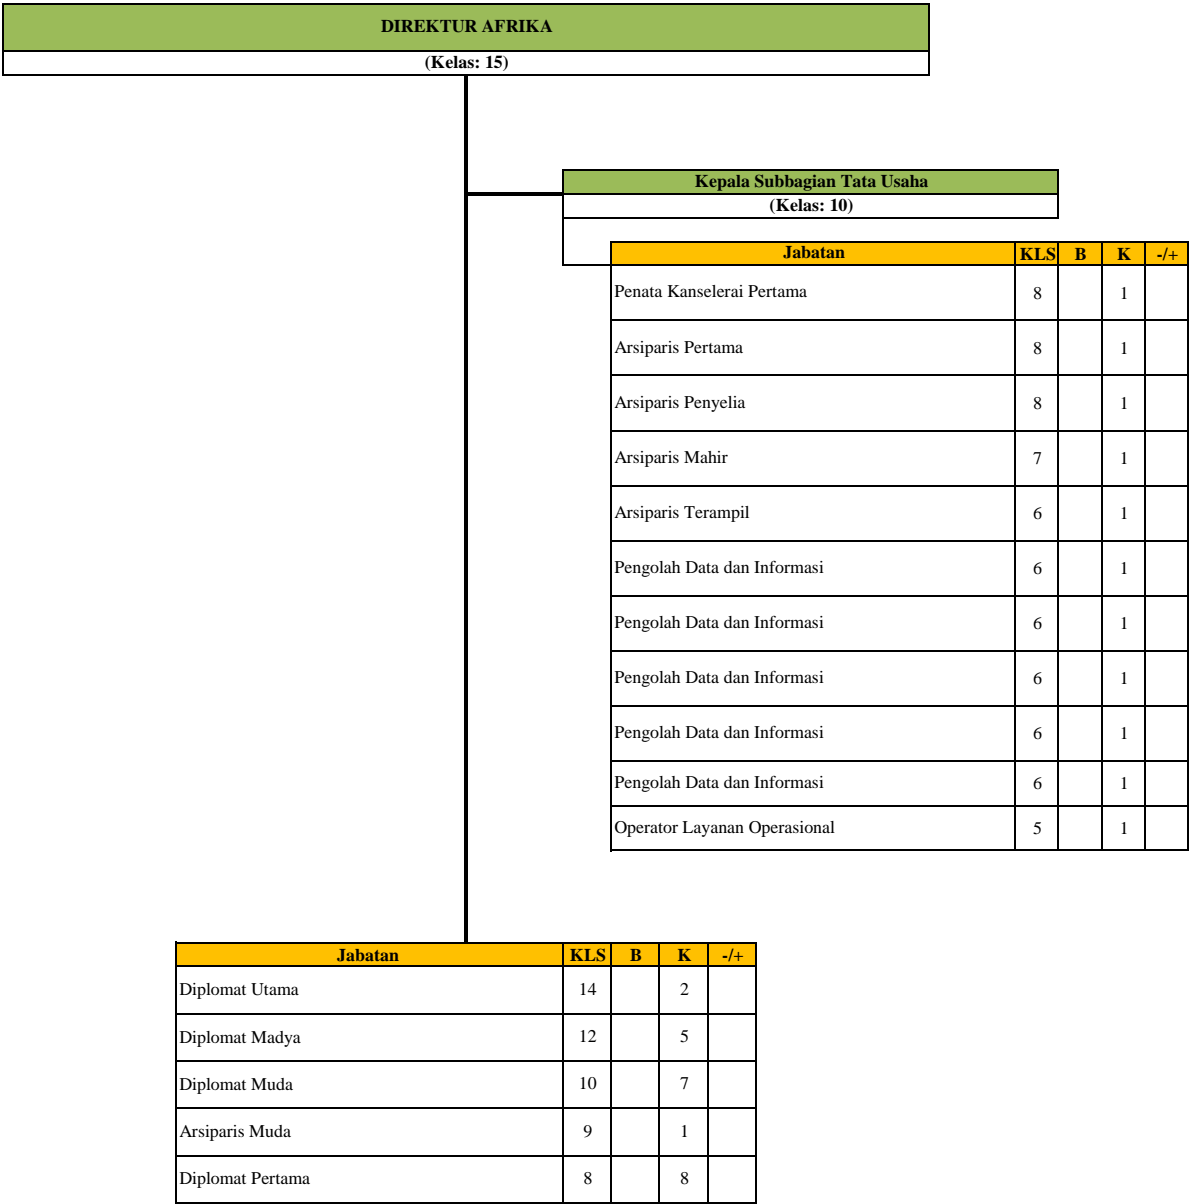 DIREKTUR AFRIKA
(Kelas: 15)
Kepala Subbagian Tata Usaha
(Kelas: 10)
Jabatan KLS B K -/+
Penata Kanselerai Pertama 8 1
Arsiparis Pertama 8 1
Arsiparis Penyelia 8 1
Arsiparis Mahir 7 1
Arsiparis Terampil 6 1
Pengolah Data dan Informasi 6 1
Pengolah Data dan Informasi 6 1
Pengolah Data dan Informasi 6 1
Pengolah Data dan Informasi 6 1
Pengolah Data dan Informasi 6 1
Operator Layanan Operasional 5 1
Jabatan KLS B K -/+
Diplomat Utama 14 2
Diplomat Madya 12 5
Diplomat Muda 10 7
Arsiparis Muda 9 1
Diplomat Pertama 8 8